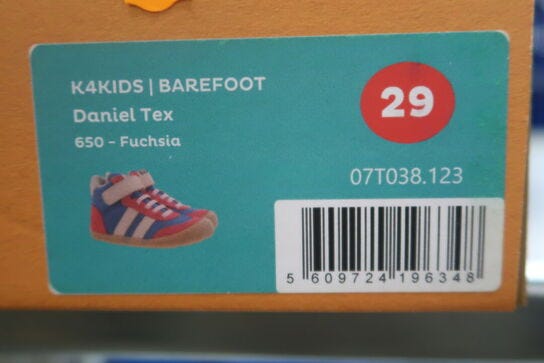 K4KIDS | BAREFOOT
Daniel Tex
650 - Fuchsia
29
07T038.123
5 609724 196348